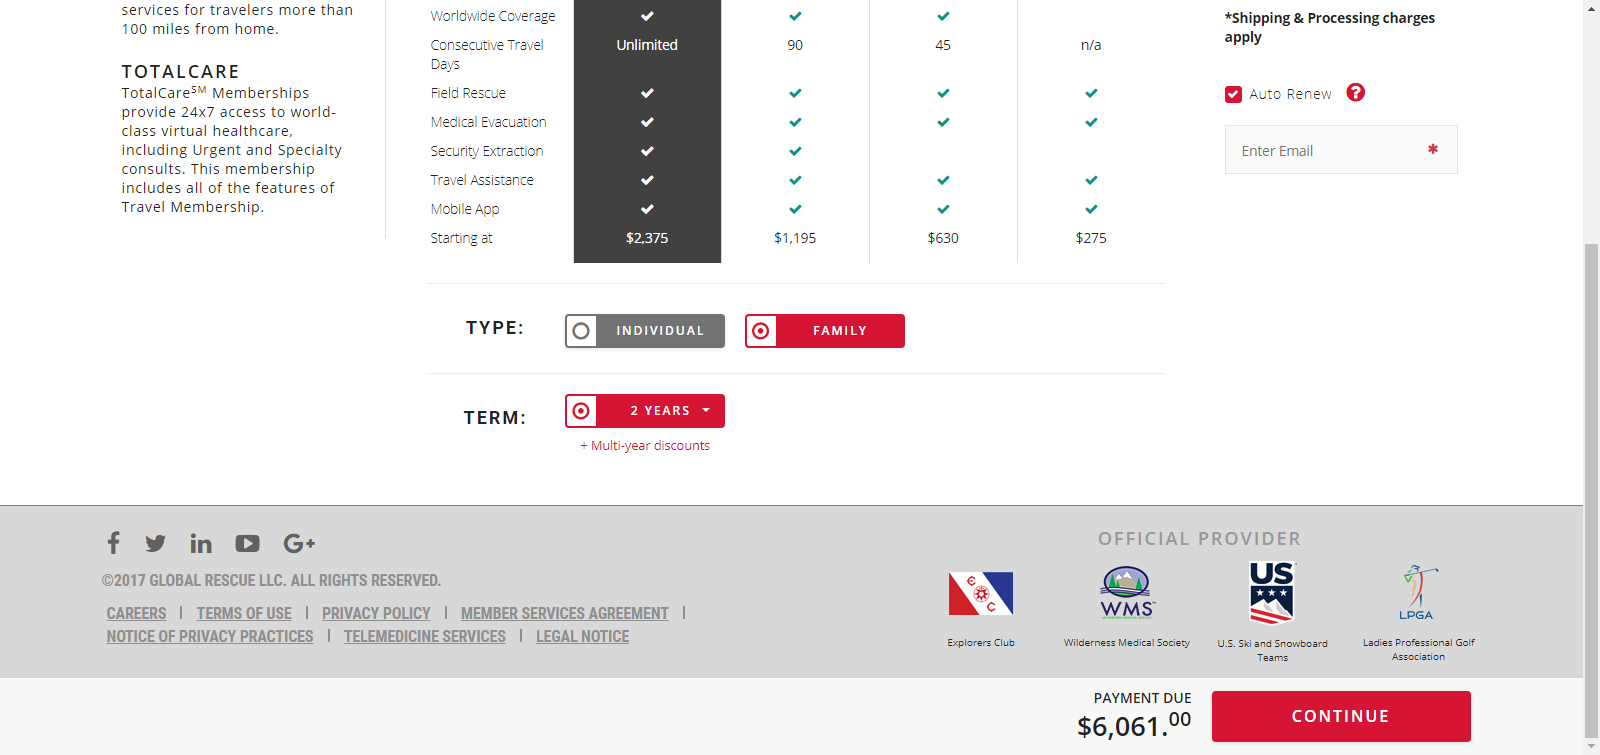 services for travelers more than
100 miles from home.
TOTALCARE
TotalCareSM Memberships
provide 24x7 access to world-
class virtual healthcare,
including Urgent and Specialty
consults. This membership
includes all of the features of
Travel Membership.
Worldwide Coverage
Consecutive Travel Unlimited 90 45 n/a
Days
Field Rescue
Medical Evacuation
Security Extraction
Travel Assistance
Mobile App
Starting at $2,375 $1,195 $630 $275
TYPE: INDIVIDUAL FAMILY
TERM: 2 YEARS
+ Multi-year discounts
*Shipping & Processing charges
apply
Auto Renew ?
Enter Email *
©2017 GLOBAL RESCUE LLC. ALL RIGHTS RESERVED.
CAREERS | TERMS OF USE | PRIVACY POLICY | MEMBER SERVICES AGREEMENT |
NOTICE OF PRIVACY PRACTICES | TELEMEDICINE SERVICES | LEGAL NOTICE
OFFICIAL PROVIDER
E C C
WMS
US
LPGA
Explorers Club
Wilderness Medical Society
U.S. Ski and Snowboard
Teams
Ladies Professional Golf
Association
PAYMENT DUE
$6,061.00
CONTINUE